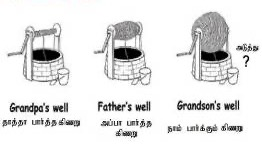 அடுத்து
?
Grandpa's well
தாத்தா பார்த்த கிணறு
Father's well
அப்பா பார்த்த
கிணறு
Grandson's well
நாம் பார்க்கும் கிணறு